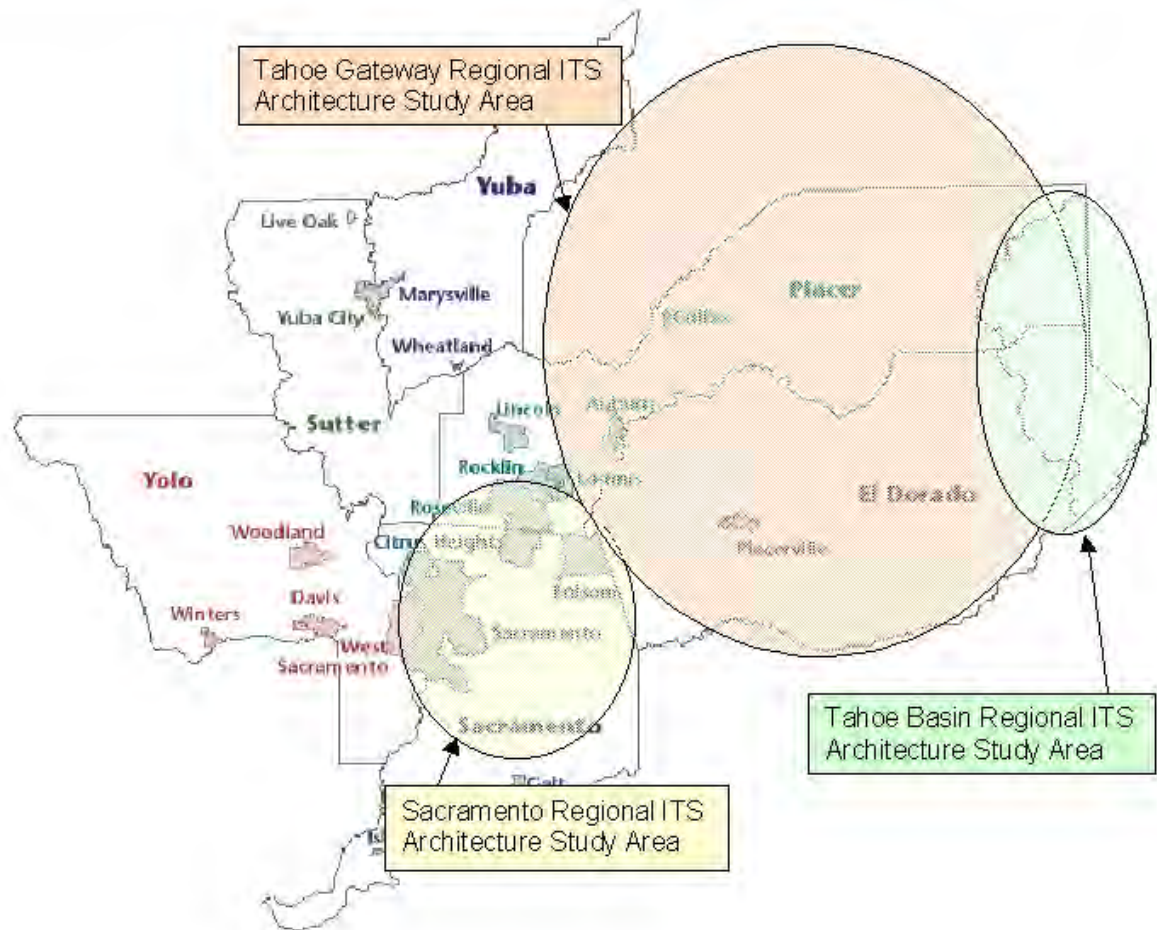 Tahoe Gateway Regional ITS
Architecture Study Area
Yuba
Live Oak
Marysville
Yuba City
Placer
Colfax
Wheatland
Lincoln
Auburn
Sutter
Rocklin
Loomis
Yolo
El Dorado
Roseville
Woodland
Citrus Heights
Placerville
Folsom
Davis
Winters
Sacramento
West
Sacramento
Sacramento
Tahoe Basin Regional ITS
Architecture Study Area
Galt
Sacramento Regional ITS
Architecture Study Area